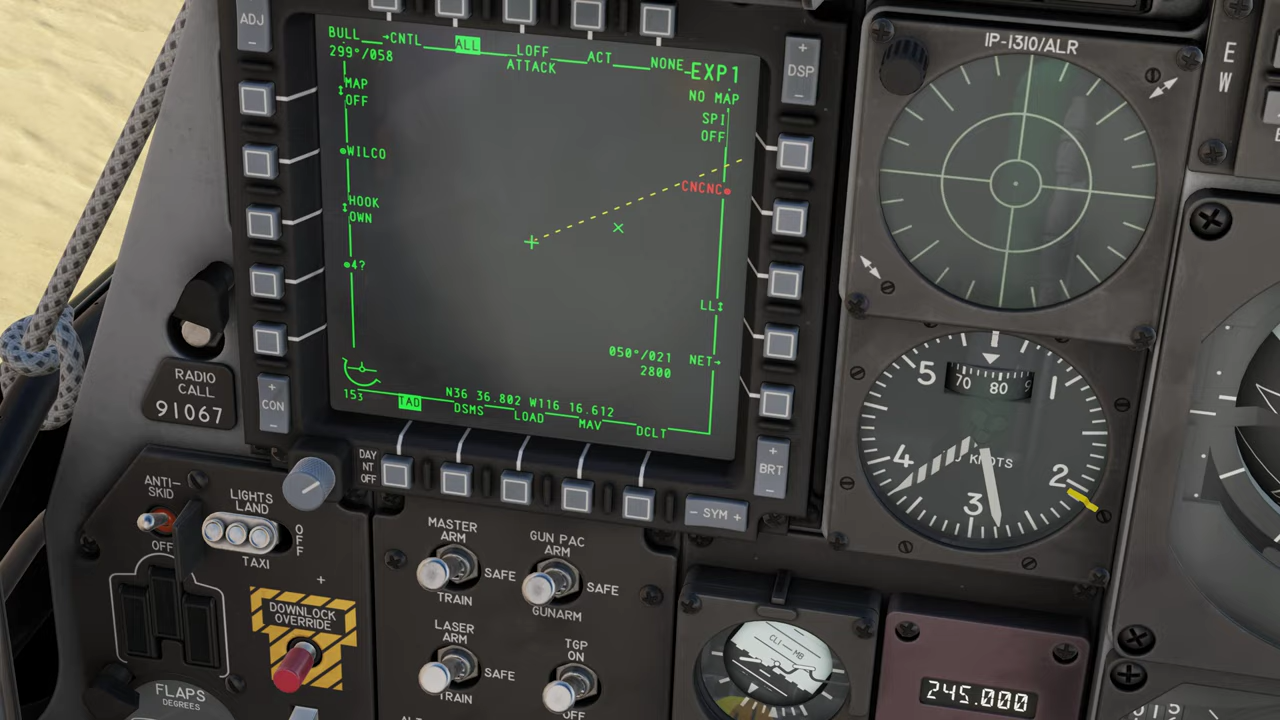 ADJ
BULL CNTL ALL LOFF ACT NONE EXP1
299°/058
ATTACK
MAP
OFF
NO MAP
SPI
OFF
WILCO
CNCNC
HOOK
OWN
4?
LL
050°/021 NET
2800
N36 36.802 W116 16.612
153
TAD DSMS LOAD MAV DCLT
+
DSP
-
+
CON
-
+
BRT
-
- SYM +
DAY
NT
OFF
RADIO
CALL
91067
IP-1310/ALR
E
W
5
70 80
1
4
KNOTS
2
3
ANTI-
SKID
OFF
LIGHTS
LAND
OFF
TAXI
+
DOWNLOCK
OVERRIDE
FLAPS
DEGREES
MASTER
ARM
SAFE
TRAIN
GUN PAC
ARM
SAFE
GUNARM
LASER
ARM
SAFE
TRAIN
TGP
ON
OFF
245.000